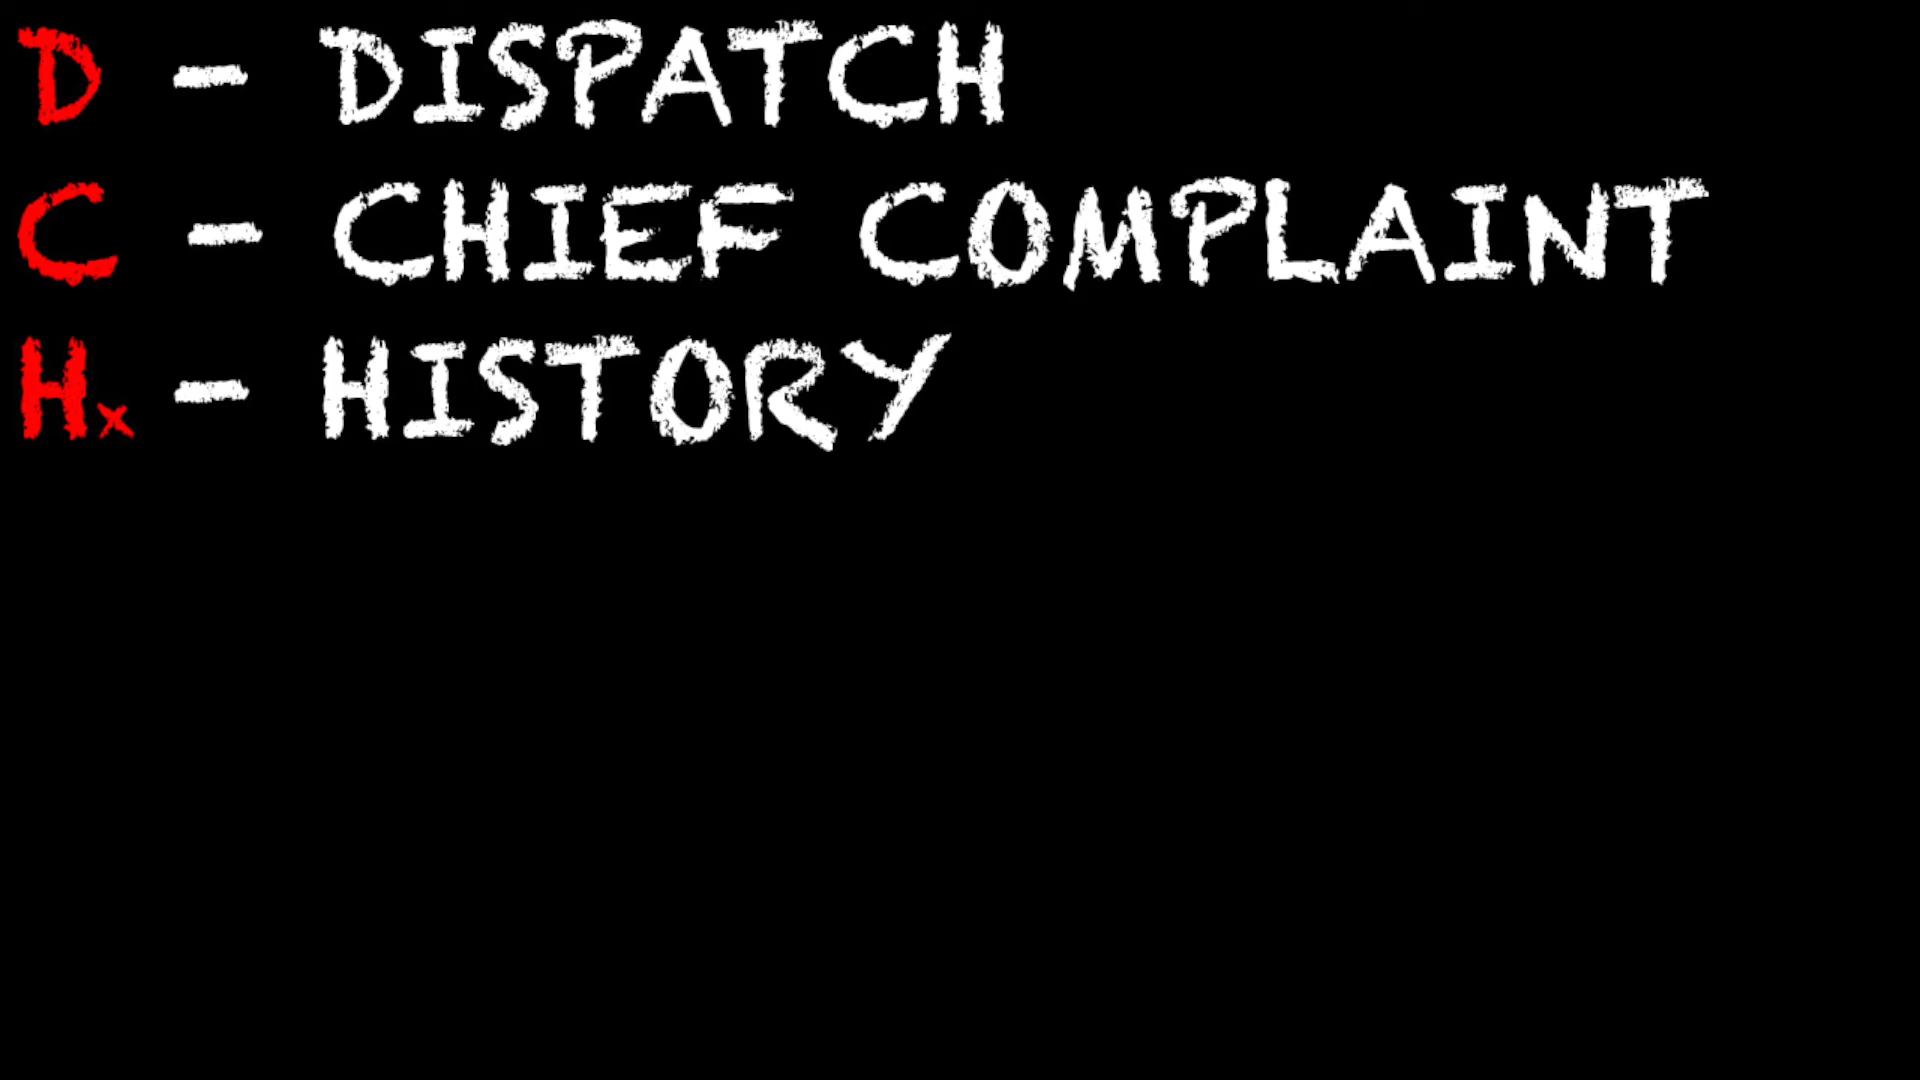 D - DISPATCH
C - CHIEF COMPLAINT
Hx - HISTORY